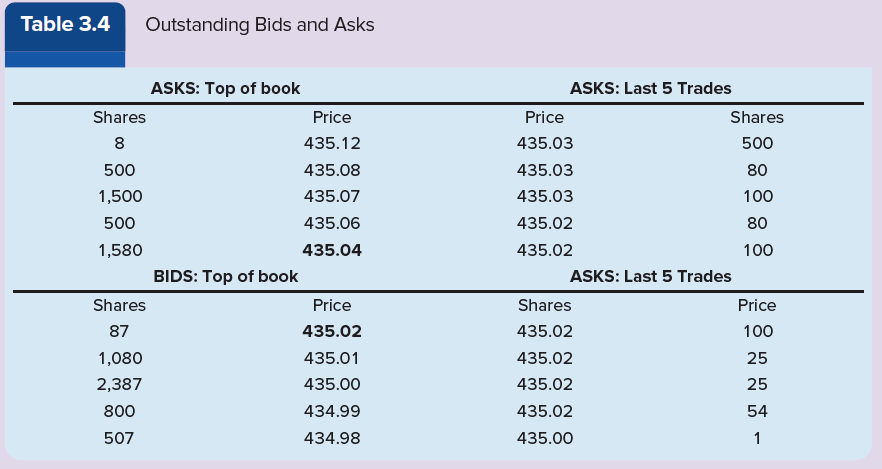 Table 3.4 Outstanding Bids and Asks
ASKS: Top of book ASKS: Last 5 Trades
Shares Price Price Shares
8 435.12 435.03 500
500 435.08 435.03 80
1,500 435.07 435.03 100
500 435.06 435.02 80
1,580 435.04 435.02 100
BIDS: Top of book ASKS: Last 5 Trades
Shares Price Shares Price
87 435.02 435.02 100
1,080 435.01 435.02 25
2,387 435.00 435.02 25
800 434.99 435.02 54
507 434.98 435.00 1